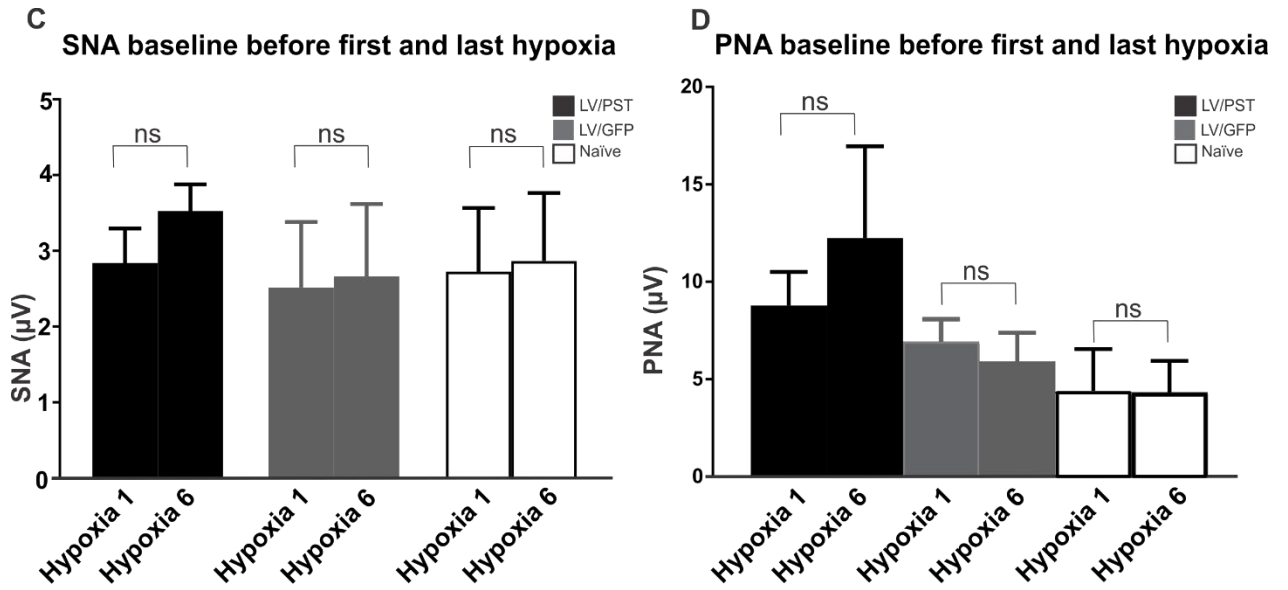 C
SNA baseline before first and last hypoxia
5
4
3
2
1
0
SNA (µV)
ns
ns
ns
LV/PST
LV/GFP
Naïve
Hypoxia 1
Hypoxia 6
Hypoxia 1
Hypoxia 6
Hypoxia 1
Hypoxia 6
D
PNA baseline before first and last hypoxia
20
15
10
5
0
PNA (µV)
ns
ns
ns
LV/PST
LV/GFP
Naïve
Hypoxia 1
Hypoxia 6
Hypoxia 1
Hypoxia 6
Hypoxia 1
Hypoxia 6